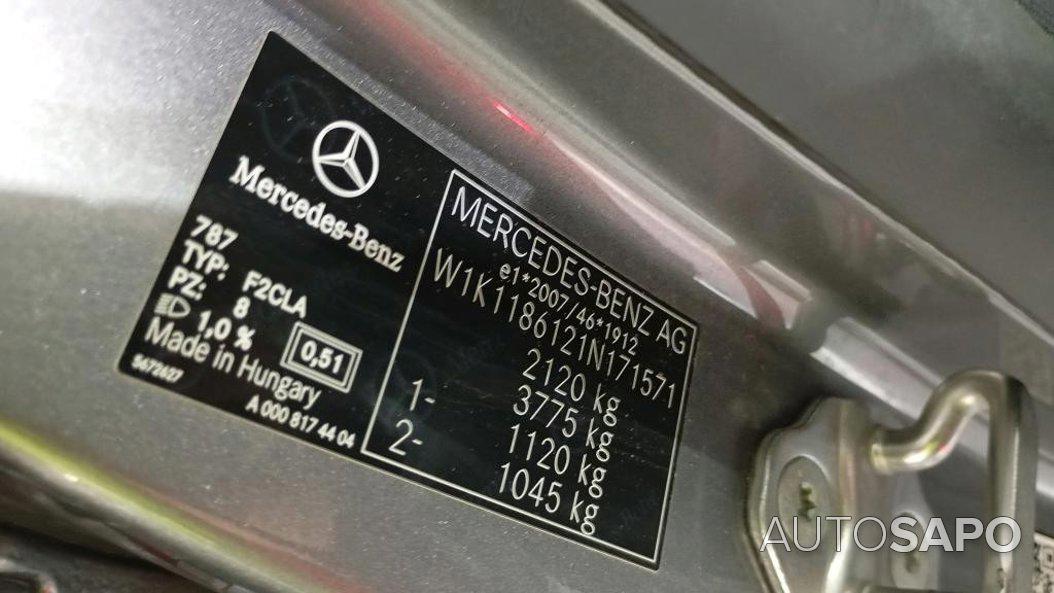 Mercedes-Benz
787
TYP: F2CLA
PZ: 8
1,0 %
0,51
Made in Hungary
5672627
A 000 817 44 04
MERCEDES-BENZ AG
e1*2007/46*1912
W1K1186121N171571
2120 kg
3775 kg
1- 1120 kg
2- 1045 kg
AUTOSAPO